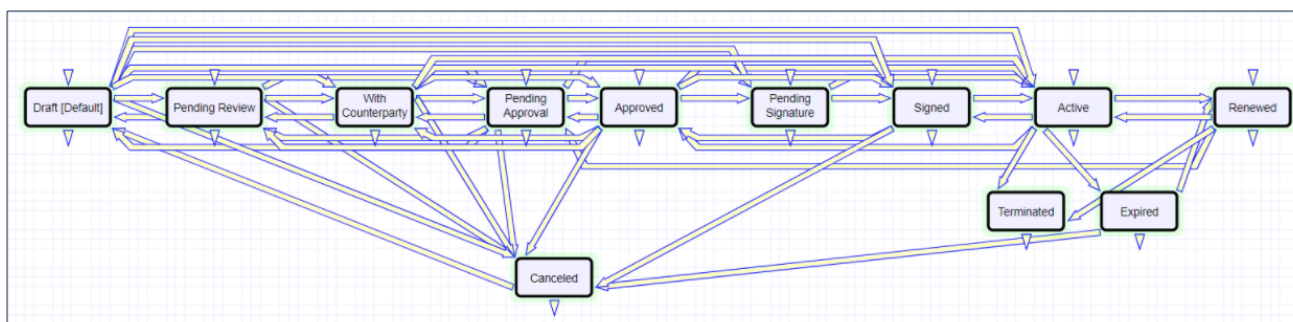 Draft [Default]
Pending Review
With
Counterparty
Pending
Approval
Approved
Pending
Signature
Signed
Active
Renewed
Terminated
Expired
Canceled